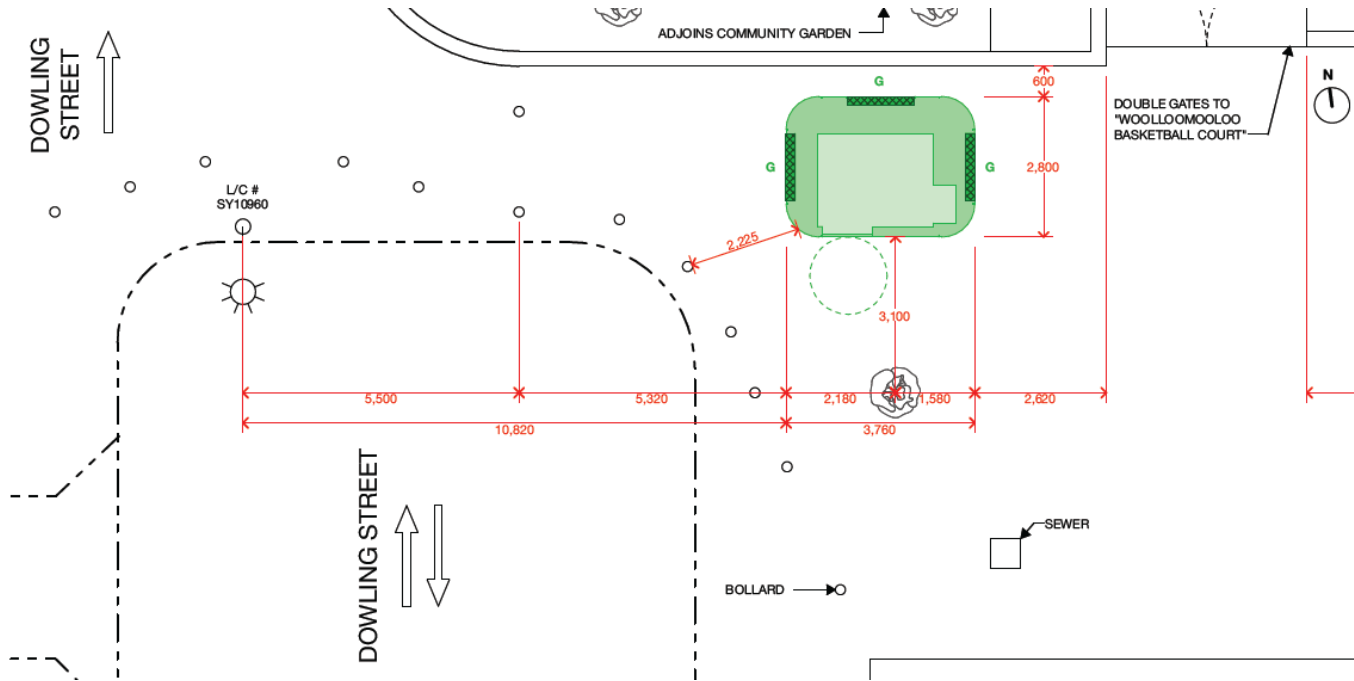 ADJOINS COMMUNITY GARDEN
DOWLING
STREET
G
600
N
DOUBLE GATES TO
"WOOLLOOMOOLOO
BASKETBALL COURT"
G
G
2,800
L/C #
SY10960
2,225
3,100
5,500
5,320
2,180
1,580
2,620
10,820
3,760
DOWLING STREET
SEWER
BOLLARD